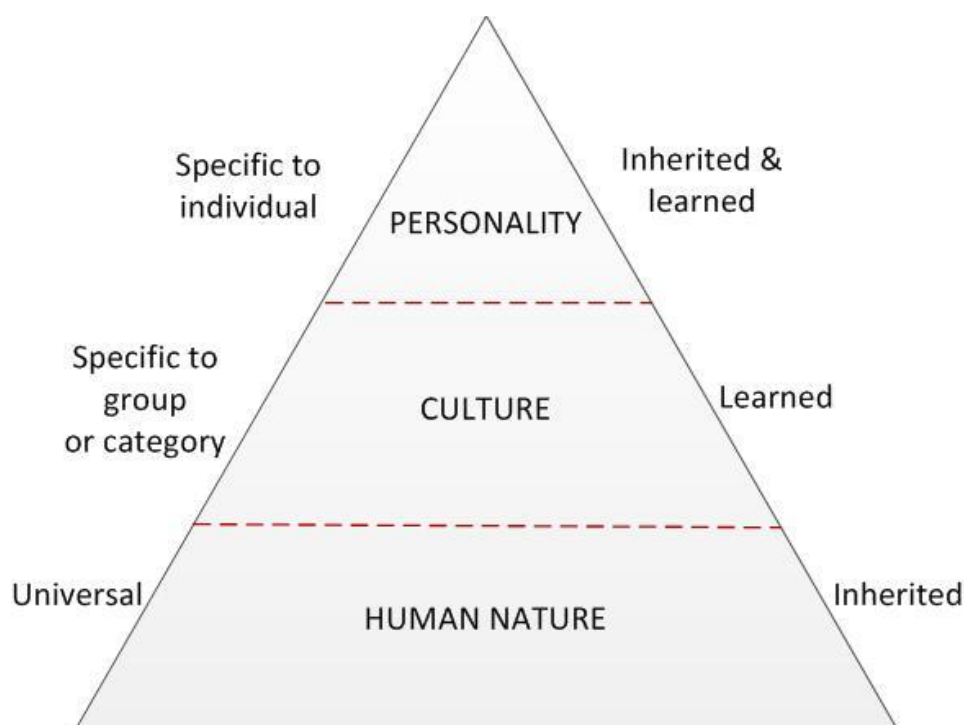 Specific to
individual
Inherited &
learned
PERSONALITY
Specific to
group
or category
CULTURE
Learned
Universal
HUMAN NATURE
Inherited